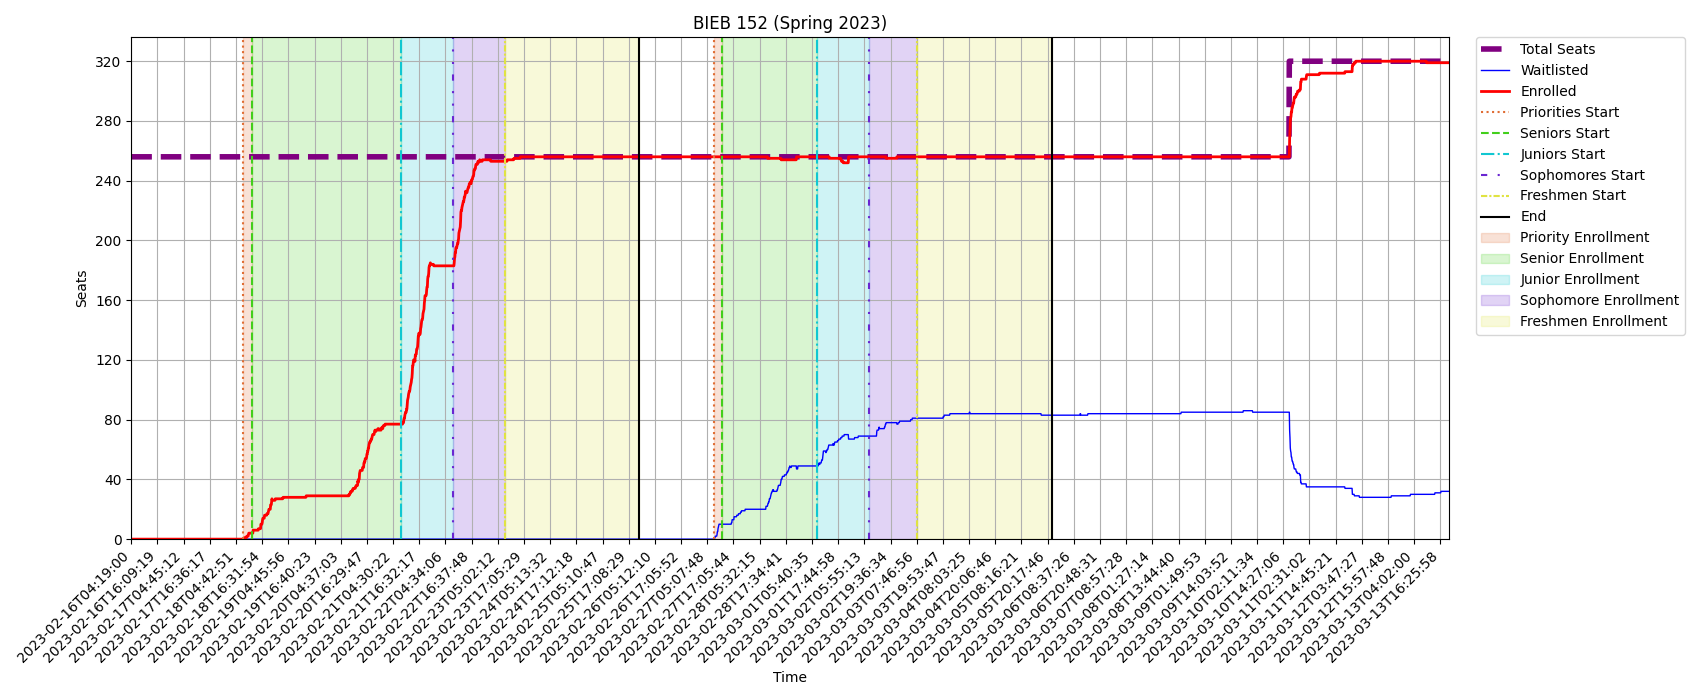 BIEB 152 (Spring 2023)
Seats
320
280
240
200
160
120
80
40
0
2023-02-16T04:19:00
2023-02-16T16:09:19
2023-02-17T04:45:12
2023-02-17T17:36:17
2023-02-18T04:42:51
2023-02-18T16:31:54
2023-02-19T04:45:56
2023-02-19T16:40:23
2023-02-20T04:37:03
2023-02-20T16:29:47
2023-02-21T04:30:22
2023-02-21T16:32:17
2023-02-22T04:34:06
2023-02-22T16:37:48
2023-02-23T05:02:12
2023-02-23T17:05:29
2023-02-24T05:13:32
2023-02-24T17:12:18
2023-02-25T05:10:47
2023-02-25T17:08:29
2023-02-26T05:12:10
2023-02-26T17:05:52
2023-02-27T05:07:48
2023-02-27T17:05:44
2023-02-28T05:32:15
2023-02-28T17:34:41
2023-03-01T05:40:35
2023-03-01T17:44:58
2023-03-02T05:55:13
2023-03-02T19:36:34
2023-03-03T07:46:56
2023-03-03T19:53:47
2023-03-04T08:03:25
2023-03-04T20:06:46
2023-03-05T08:16:21
2023-03-05T20:17:46
2023-03-06T08:37:26
2023-03-06T20:48:31
2023-03-07T08:57:28
2023-03-08T01:27:14
2023-03-08T13:44:40
2023-03-09T01:49:53
2023-03-09T14:03:52
2023-03-10T02:11:34
2023-03-10T14:27:06
2023-03-11T02:31:02
2023-03-11T14:45:21
2023-03-12T03:47:27
2023-03-12T15:57:48
2023-03-13T04:02:00
2023-03-13T16:25:58
Time
Total Seats
Waitlisted
Enrolled
Priorities Start
Seniors Start
Juniors Start
Sophomores Start
Freshmen Start
End
Priority Enrollment
Senior Enrollment
Junior Enrollment
Sophomore Enrollment
Freshmen Enrollment